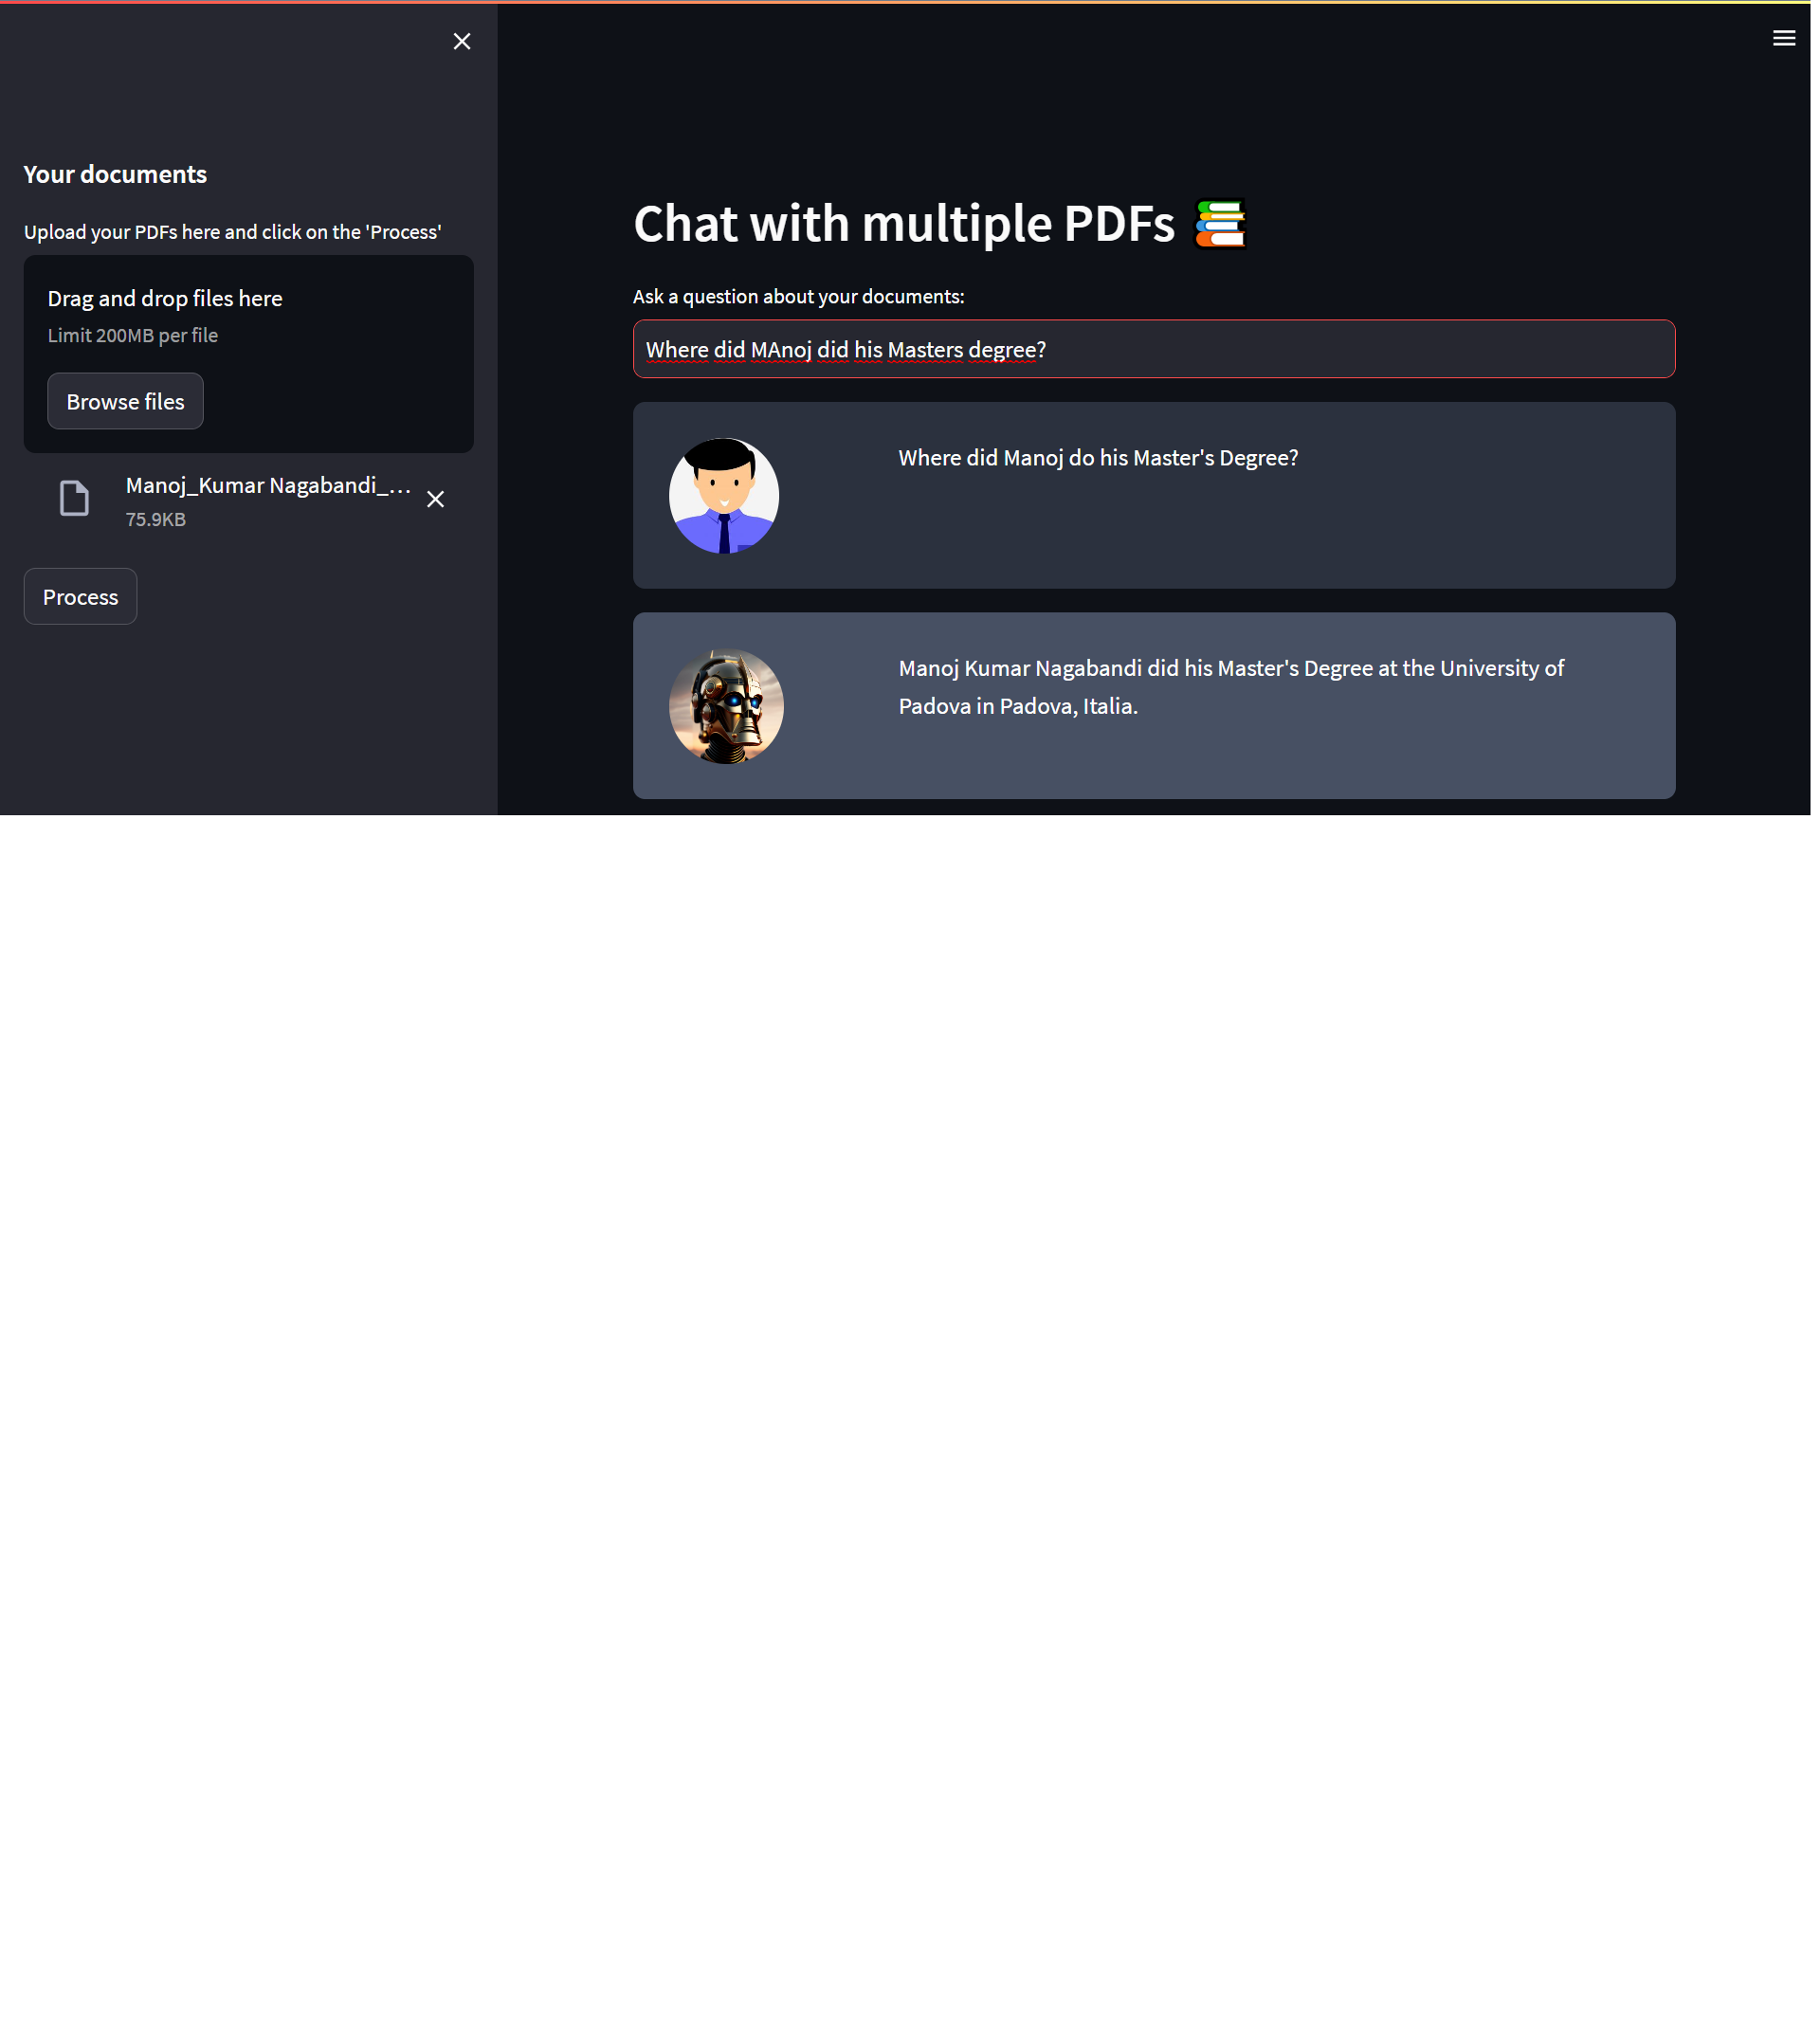 Your documents
Upload your PDFs here and click on the 'Process'
Drag and drop files here
Limit 200MB per file
Browse files
Manoj_Kumar Nagabandi_...
75.9KB
Process
Chat with multiple PDFs
Ask a question about your documents:
Where did MAnoj did his Masters degree?
Where did Manoj do his Master's Degree?
Manoj Kumar Nagabandi did his Master's Degree at the University of
Padova in Padova, Italia.